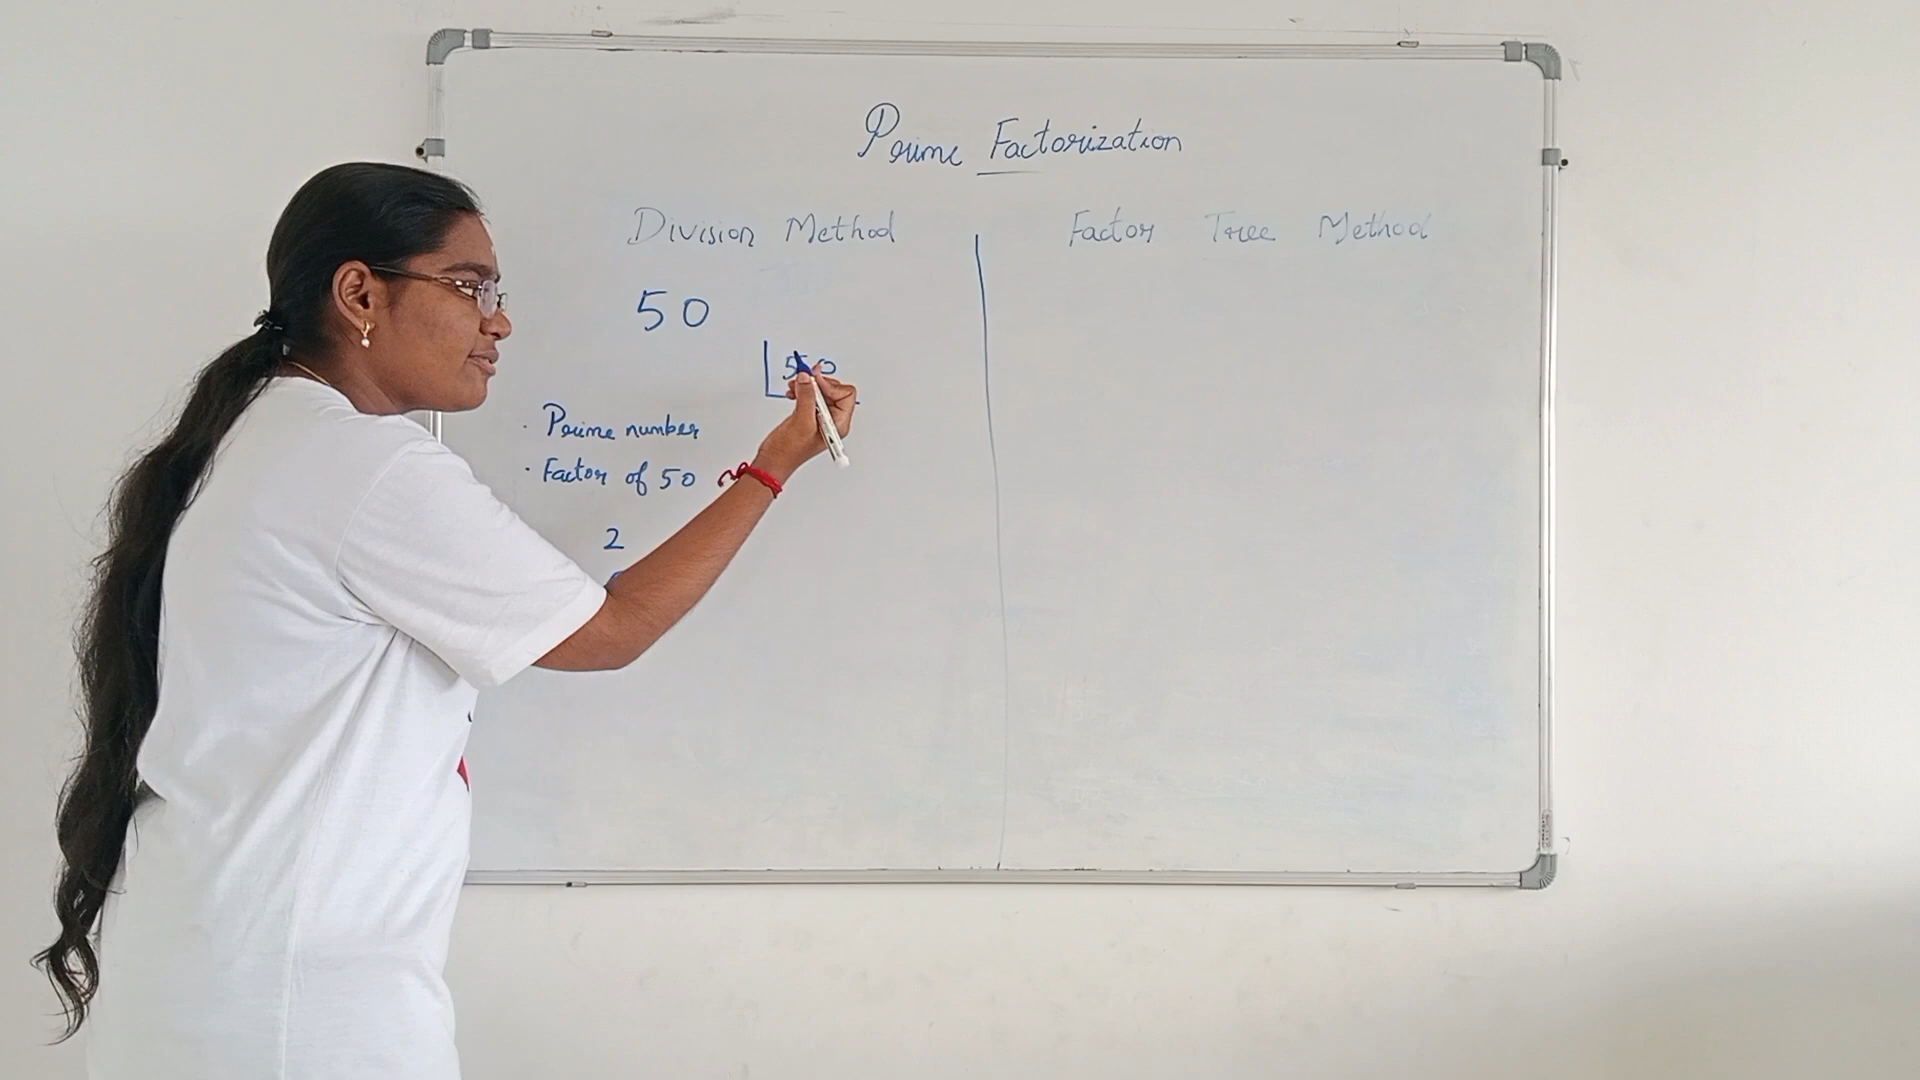 Prime Factorization
Division Method
Factor Tree Method
50
50
· Prime number
· Factor of 50
2